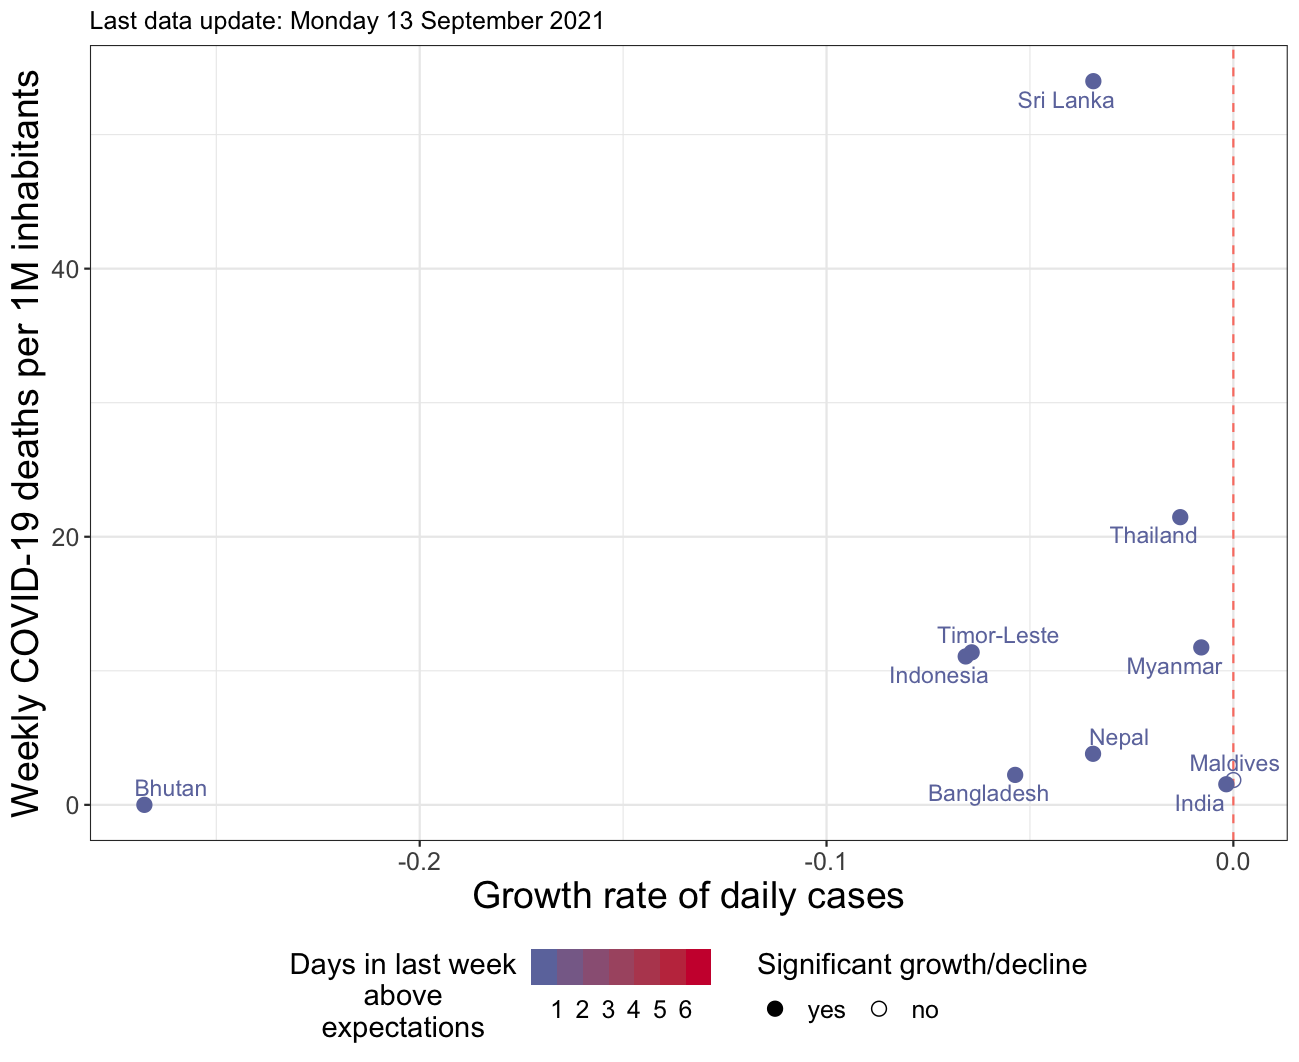 Last data update: Monday 13 September 2021
Weekly COVID-19 deaths per 1M inhabitants
40
20
0
Sri Lanka
Thailand
Timor-Leste
Indonesia
Myanmar
Nepal
Maldives
Bhutan
Bangladesh
India
-0.2 -0.1 0.0
Growth rate of daily cases
Days in last week
above
expectations
1 2 3 4 5 6
Significant growth/decline
yes no